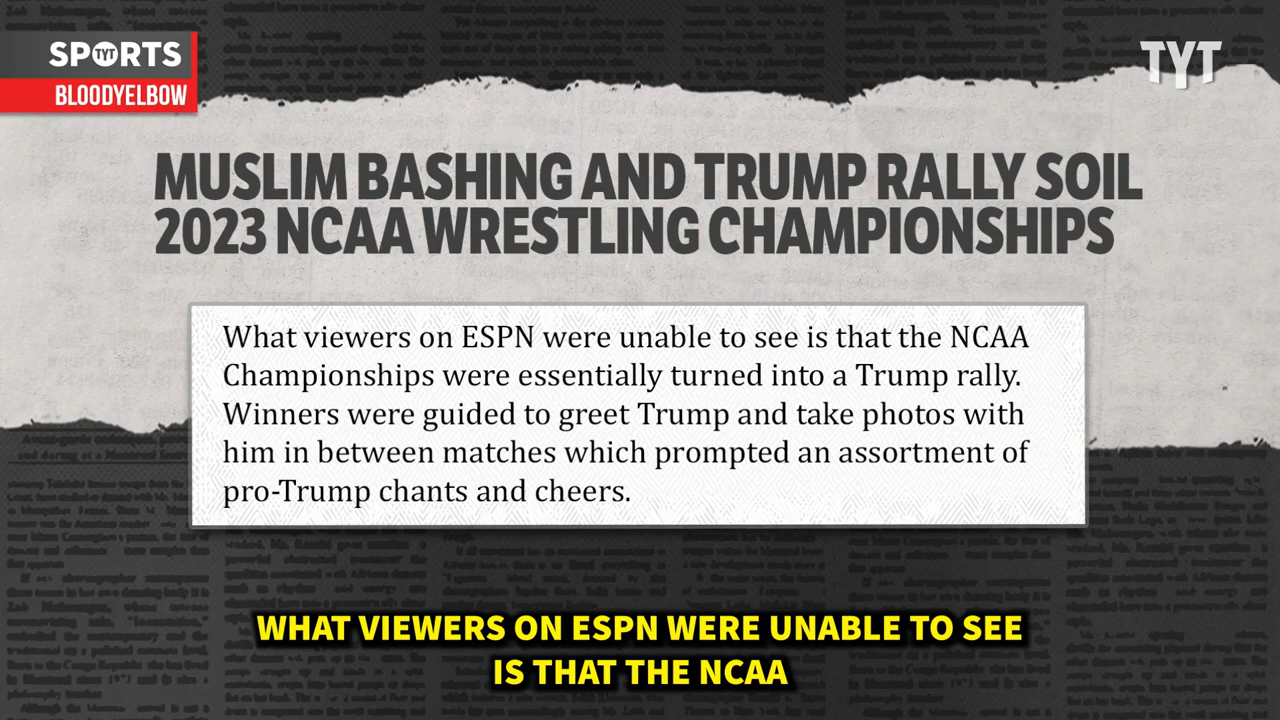 SPORTS
TYT
BLOODYELBOW
TYT
MUSLIM BASHING AND TRUMP RALLY SOIL
2023 NCAA WRESTLING CHAMPIONSHIPS
What viewers on ESPN were unable to see is that the NCAA
Championships were essentially turned into a Trump rally.
Winners were guided to greet Trump and take photos with
him in between matches which prompted an assortment of
pro-Trump chants and cheers.
WHAT VIEWERS ON ESPN WERE UNABLE TO SEE
IS THAT THE NCAA